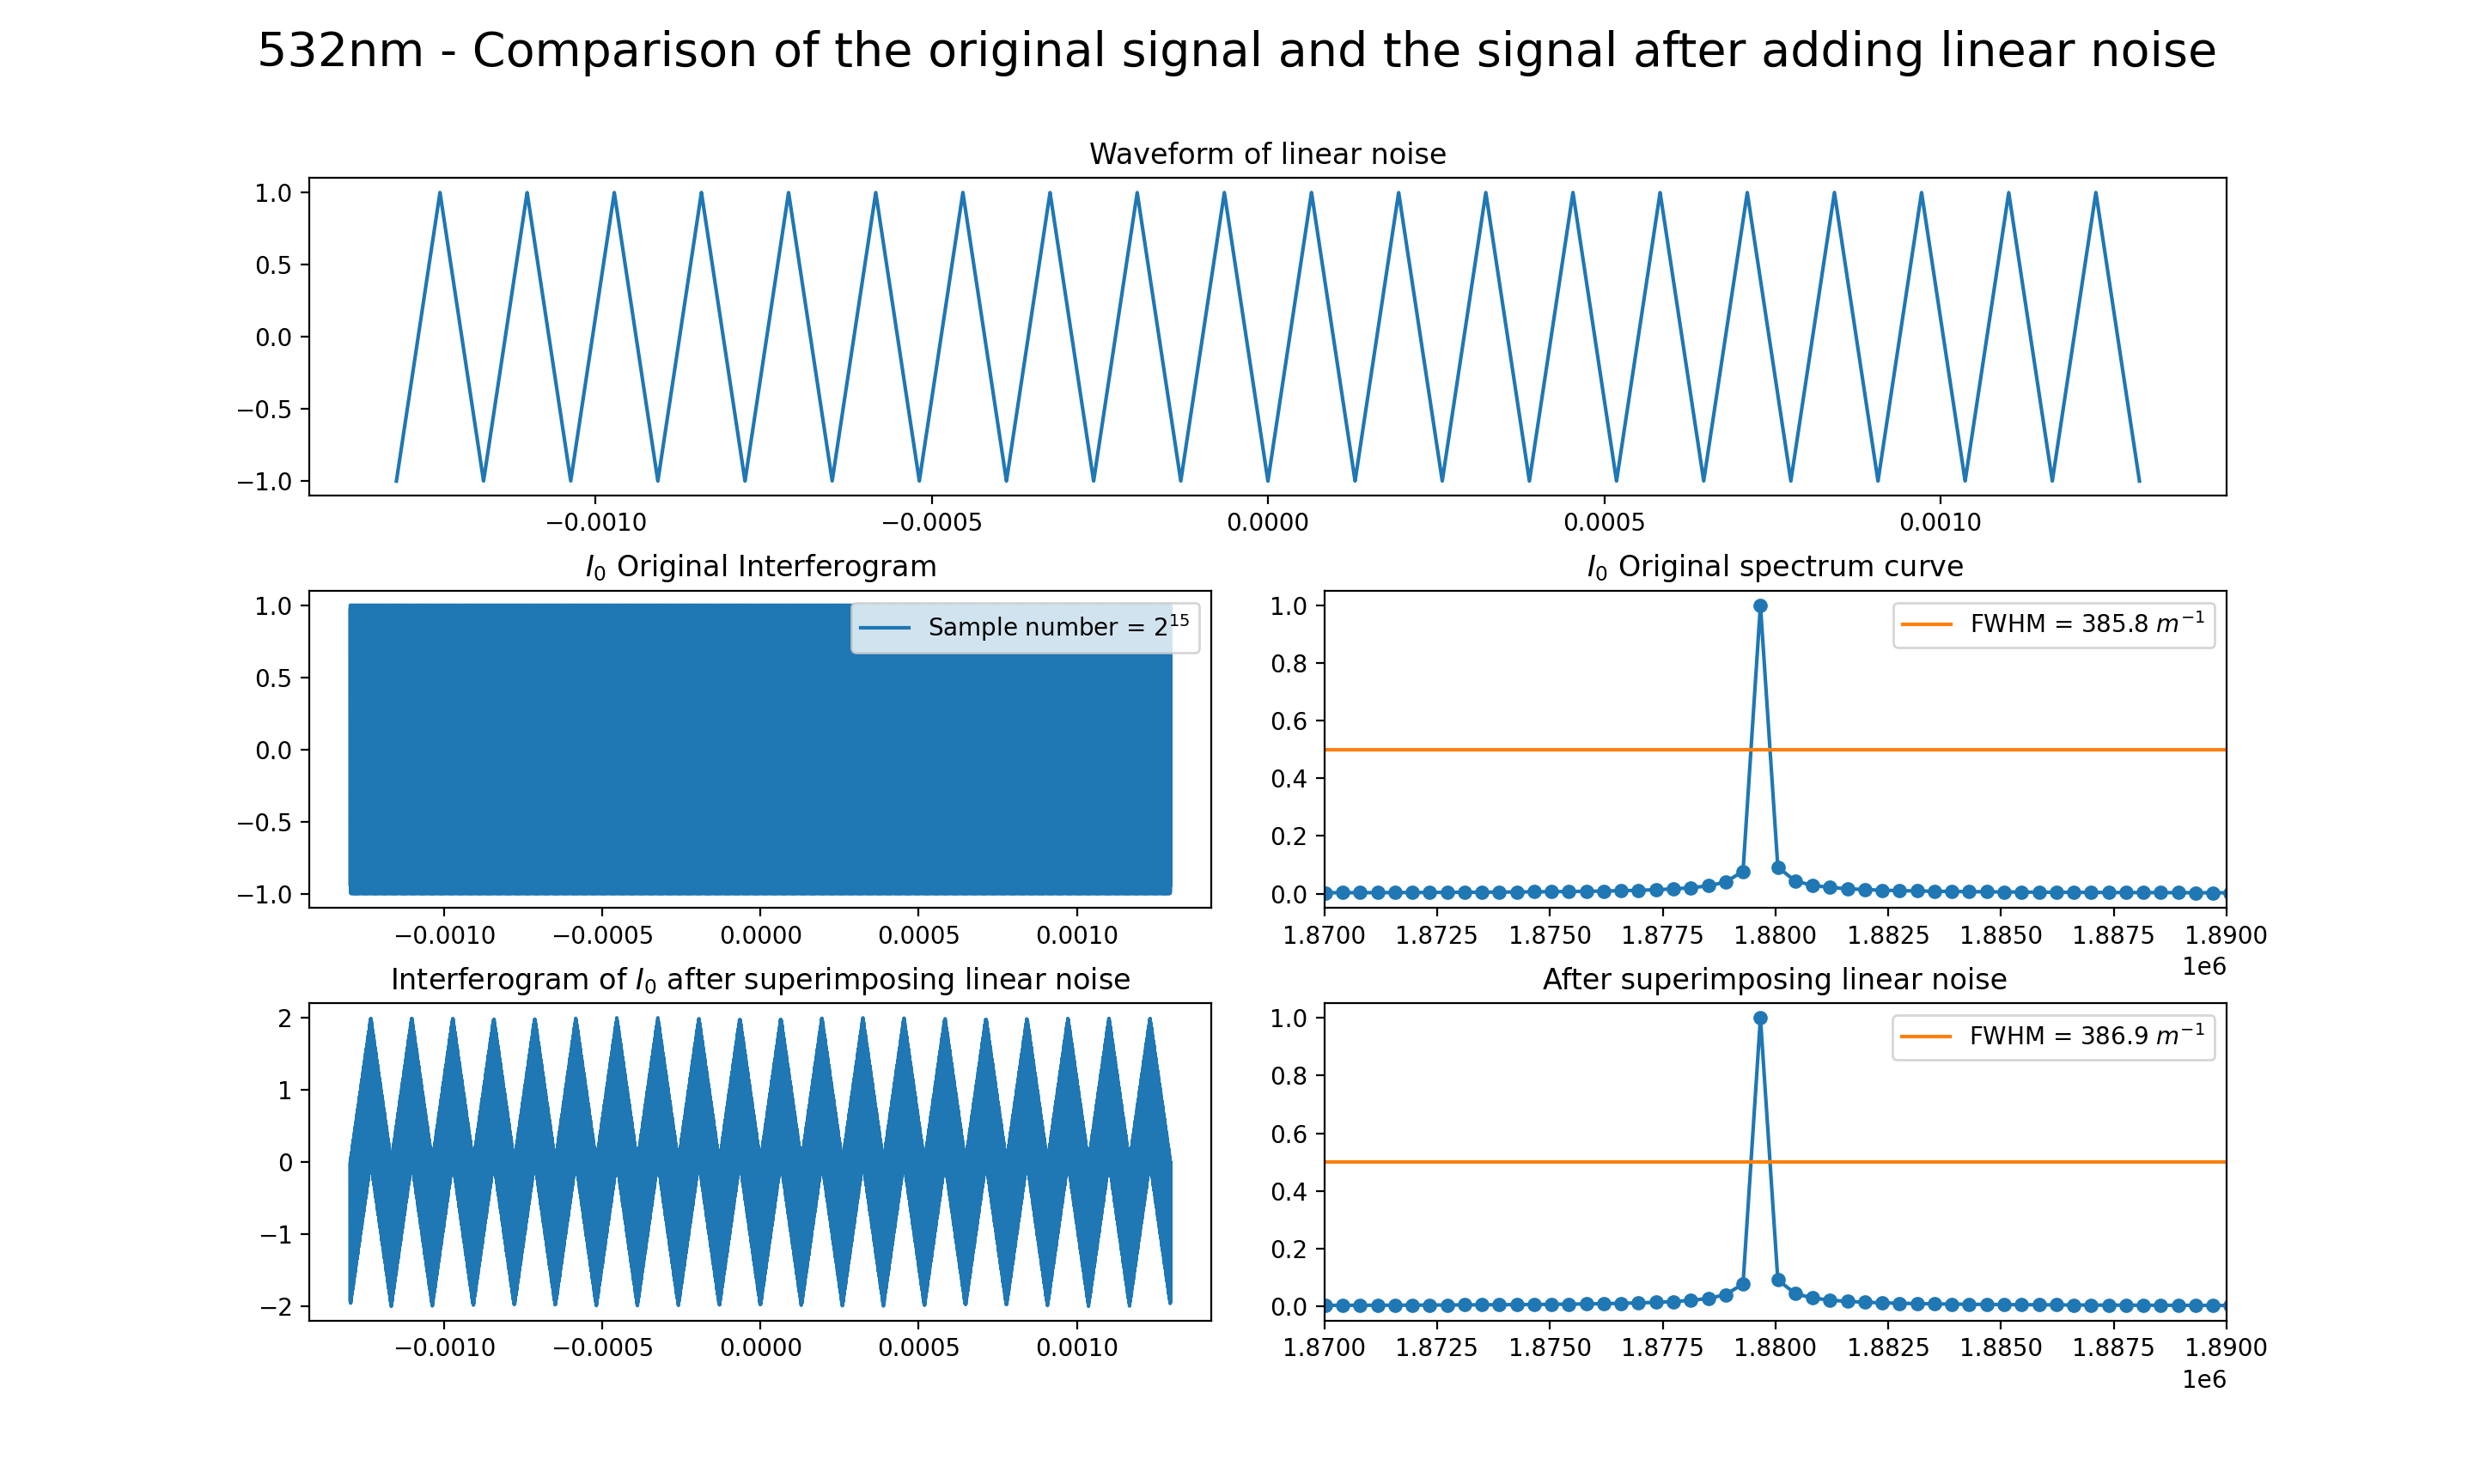 532nm - Comparison of the original signal and the signal after adding linear noise
Waveform of linear noise
1.0
0.5
0.0
−0.5
−1.0
−0.0010 −0.0005 0.0000 0.0005 0.0010
I₀ Original Interferogram
1.0
0.5
0.0
−0.5
−1.0
Sample number = 2¹⁵
−0.0010 −0.0005 0.0000 0.0005 0.0010
I₀ Original spectrum curve
1.0
0.8
0.6
0.4
0.2
0.0
FWHM = 385.8 m⁻¹
1.8700 1.8725 1.8750 1.8775 1.8800 1.8825 1.8850 1.8875 1.8900
1e6
Interferogram of I₀ after superimposing linear noise
2
1
0
−1
−2
−0.0010 −0.0005 0.0000 0.0005 0.0010
After superimposing linear noise
1.0
0.8
0.6
0.4
0.2
0.0
FWHM = 386.9 m⁻¹
1.8700 1.8725 1.8750 1.8775 1.8800 1.8825 1.8850 1.8875 1.8900
1e6